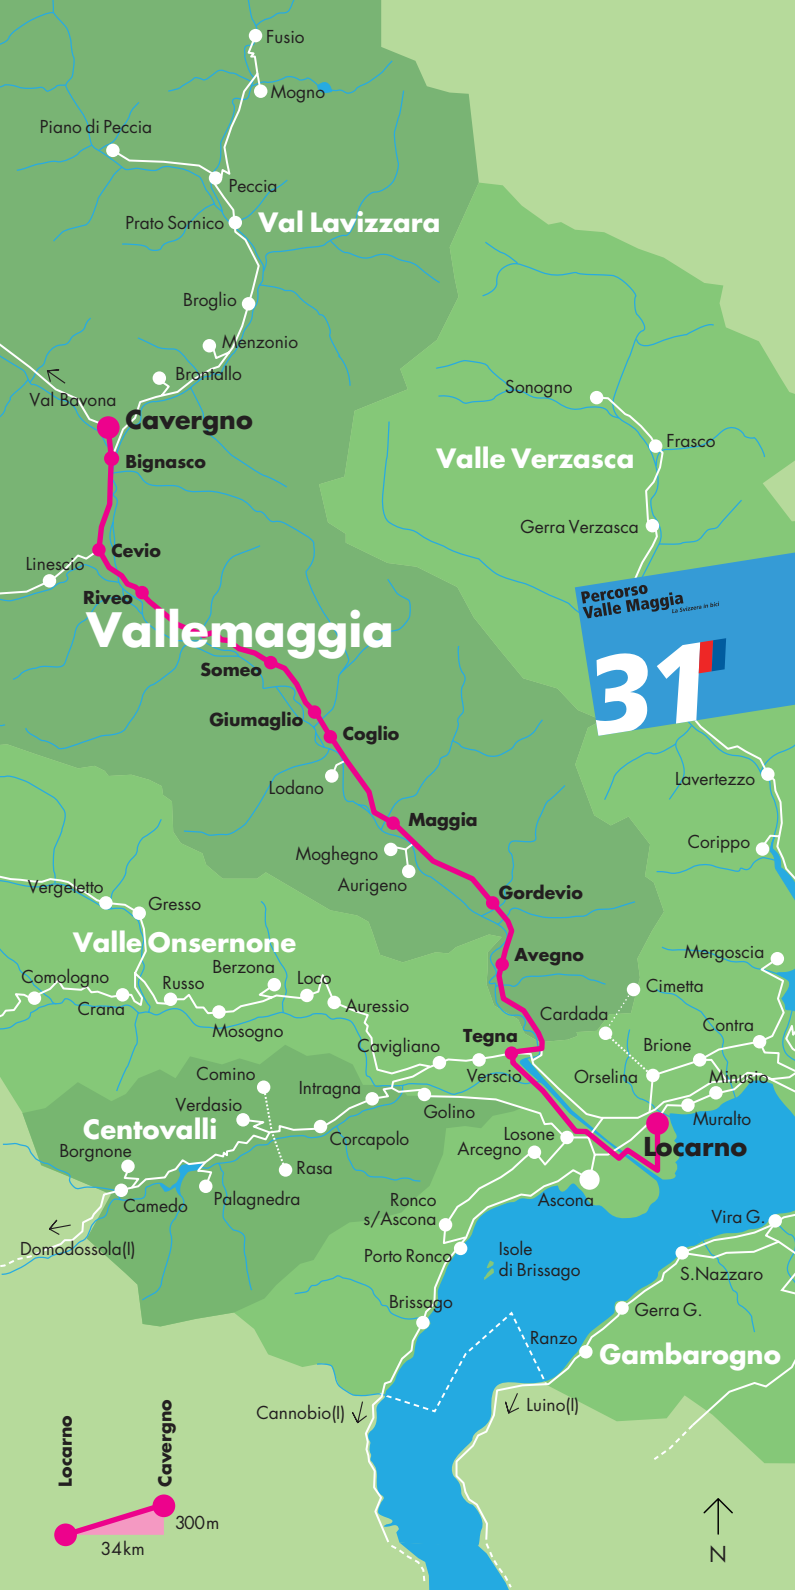 Fusio
Mogno
Piano di Peccia
Peccia
Prato Sornico
Val Lavizzara
Broglio
Menzonio
Brontallo
Val Bavona
Cavergno
Sonogno
Frasco
Valle Verzasca
Bignasco
Gerra Verzasca
Cevio
Linescio
Riveo
Percorso
Valle Maggia
La Svizzera in bici
31
Vallemaggia
Someo
Giumaglio
Coglio
Lodano
Lavertezzo
Maggia
Corippo
Moghegno
Aurigeno
Vergeletto
Gresso
Gordevio
Valle Onsernone
Avegno
Mergoscia
Comologno
Russo
Berzona
Loco
Cimetta
Crana
Auressio
Cardada
Contra
Mosogno
Tegna
Cavigliano
Brione
Verscio
Orselina
Minusio
Comino
Intragna
Verdasio
Golino
Muralto
Centovalli
Corcapolo
Losone
Locarno
Borgnone
Arcegno
Rasa
Camedo
Palagnedra
Ronco
s/Ascona
Ascona
Vira G.
Domodossola(I)
Porto Ronco
Isole
di Brissago
S.Nazzaro
Brissago
Gerra G.
Ranzo
Gambarogno
Cannobio(I)
Luino(I)
Locarno
Cavergno
300m
34km
N